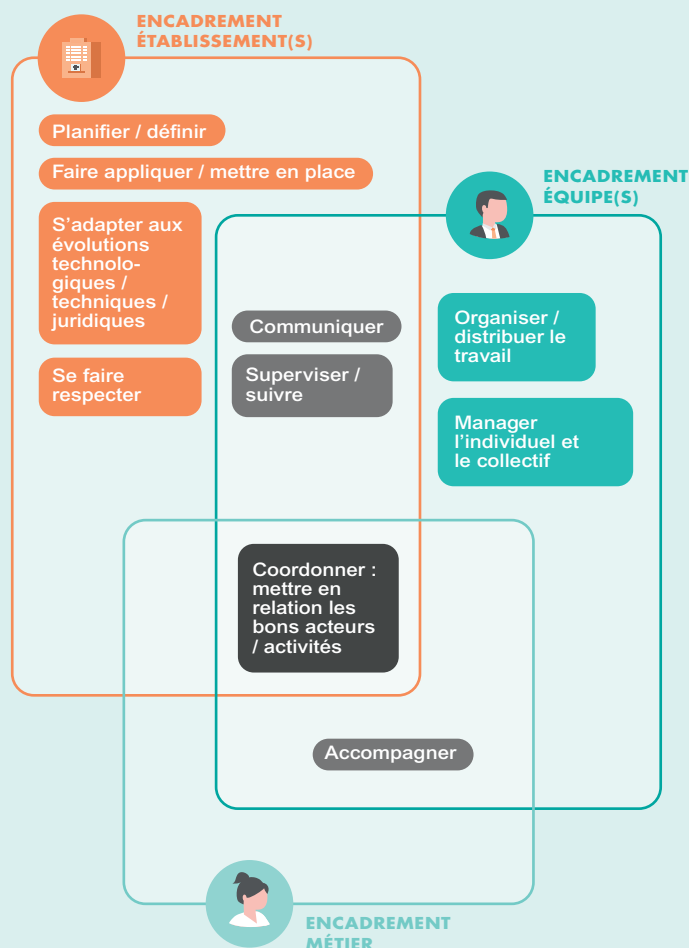 ENCADREMENT
ÉTABLISSEMENT(S)
Planifier / définir
Faire appliquer / mettre en place
ENCADREMENT
ÉQUIPE(S)
S’adapter aux
évolutions
technolo-
giques /
techniques /
juridiques
Se faire
respecter
Communiquer
Superviser /
suivre
Organiser /
distribuer le
travail
Manager
l’individuel et
le collectif
Coordonner :
mettre en
relation les
bons acteurs
/ activités
Accompagner
ENCADREMENT
MÉTIER